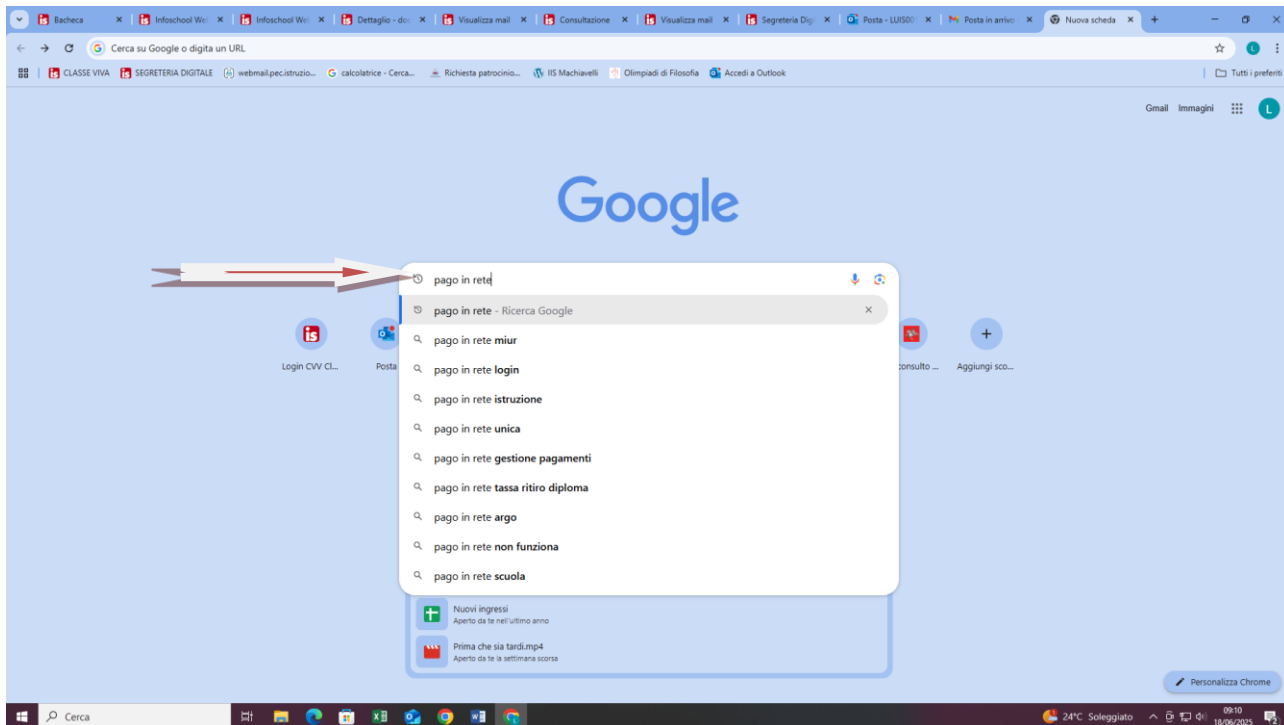 Bacheca
Infoschool Wel
Infoschool Wel
Dettaglio - doc
Visualizza mail
Consultazione
Visualizza mail
Segreteria Digi
Posta - LUIS00
Posta in arrivo
Nuova scheda
Cerca su Google o digita un URL
L
CLASSE VIVA
SEGRETERIA DIGITALE
webmail.pec.istruzio...
calcolatrice - Cerca...
Richiesta patrocinio...
IIS Machiavelli
Olimpiadi di Filosofia
Accedi a Outlook
Tutti i preferiti
Gmail
Immagini
L
Google
pago in rete
pago in rete - Ricerca Google
pago in rete miur
pago in rete login
pago in rete istruzione
pago in rete unica
pago in rete gestione pagamenti
pago in rete tassa ritiro diploma
pago in rete argo
pago in rete non funziona
pago in rete scuola
is
Login CVV Cl...
Posta
consulto ...
Aggiungi sco...
Nuovi ingressi
Aperto da te nell'ultimo anno
Prima che sia tardi.mp4
Aperto da te la settimana scorsa
Personalizza Chrome
Cerca
24°C Soleggiato
09:10
18/06/2025